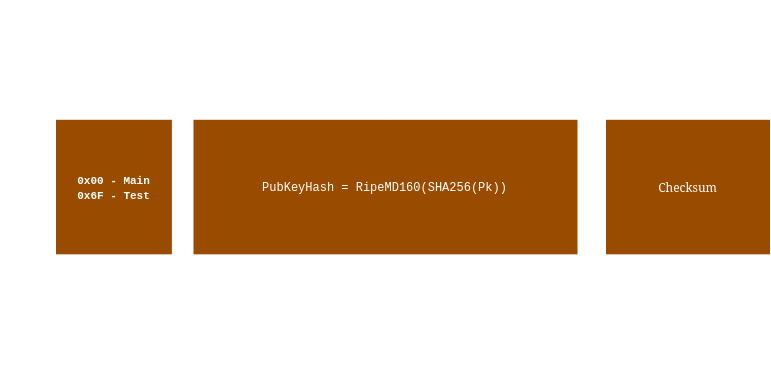 0x00 - Main
0x6F - Test
PubKeyHash = RipeMD160(SHA256(Pk))
Checksum